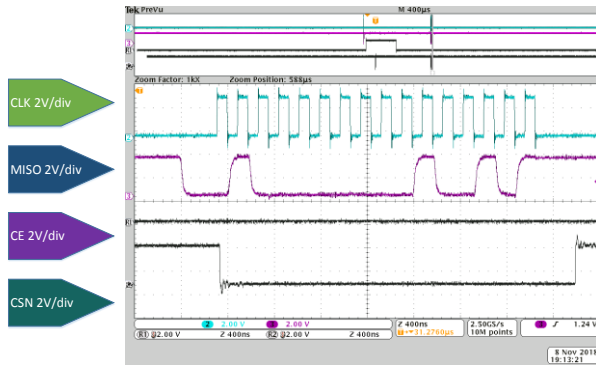 Tek PreVu
M 400µs
Zoom Factor: 1kX
Zoom Position: 588µs
CLK 2V/div
MISO 2V/div
CE 2V/div
CSN 2V/div
2 2.00 V
3 2.00 V
Z 400ns
2.50GS/s
3
1.24 V
R1 2.00 V
Z 400ns
R2 2.00 V
Z 400ns
10M points
8 Nov 2018
19:13:21